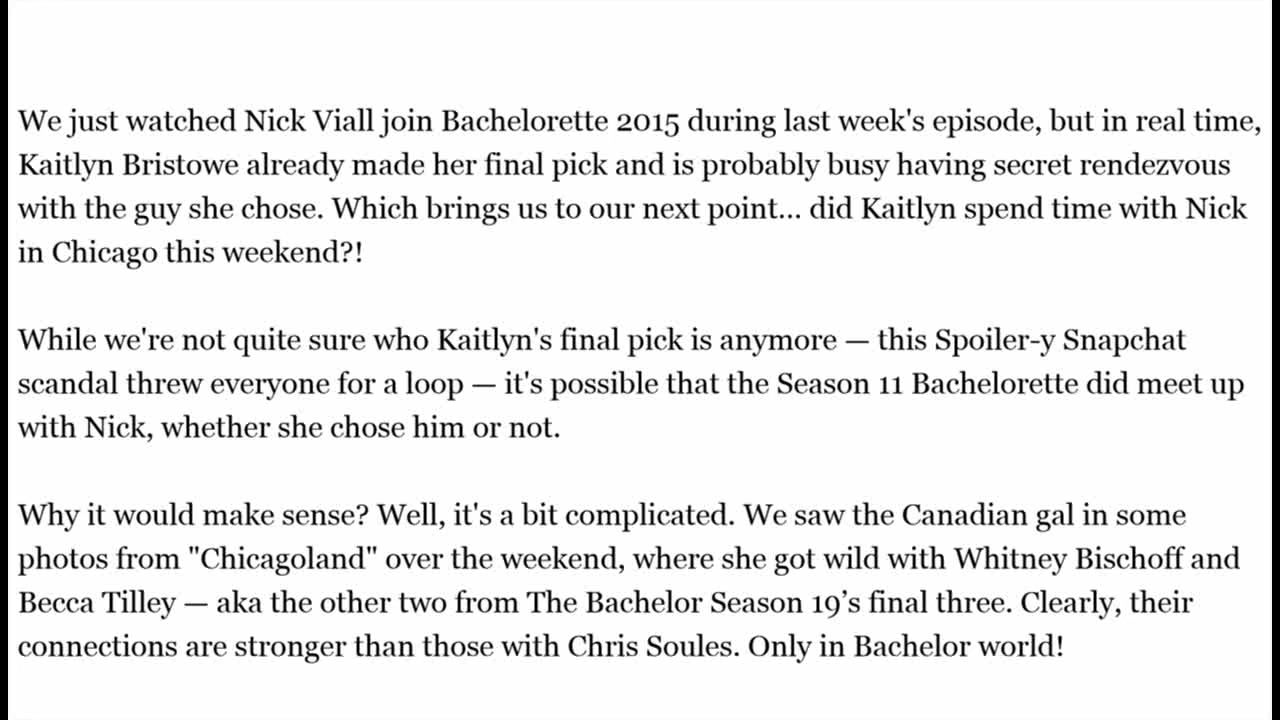 We just watched Nick Viall join Bachelorette 2015 during last week's episode, but in real time,
Kaitlyn Bristowe already made her final pick and is probably busy having secret rendezvous
with the guy she chose. Which brings us to our next point... did Kaitlyn spend time with Nick
in Chicago this weekend?!
While we're not quite sure who Kaitlyn's final pick is anymore — this Spoiler-y Snapchat
scandal threw everyone for a loop — it's possible that the Season 11 Bachelorette did meet up
with Nick, whether she chose him or not.
Why it would make sense? Well, it's a bit complicated. We saw the Canadian gal in some
photos from "Chicagoland" over the weekend, where she got wild with Whitney Bischoff and
Becca Tilley — aka the other two from The Bachelor Season 19’s final three. Clearly, their
connections are stronger than those with Chris Soules. Only in Bachelor world!